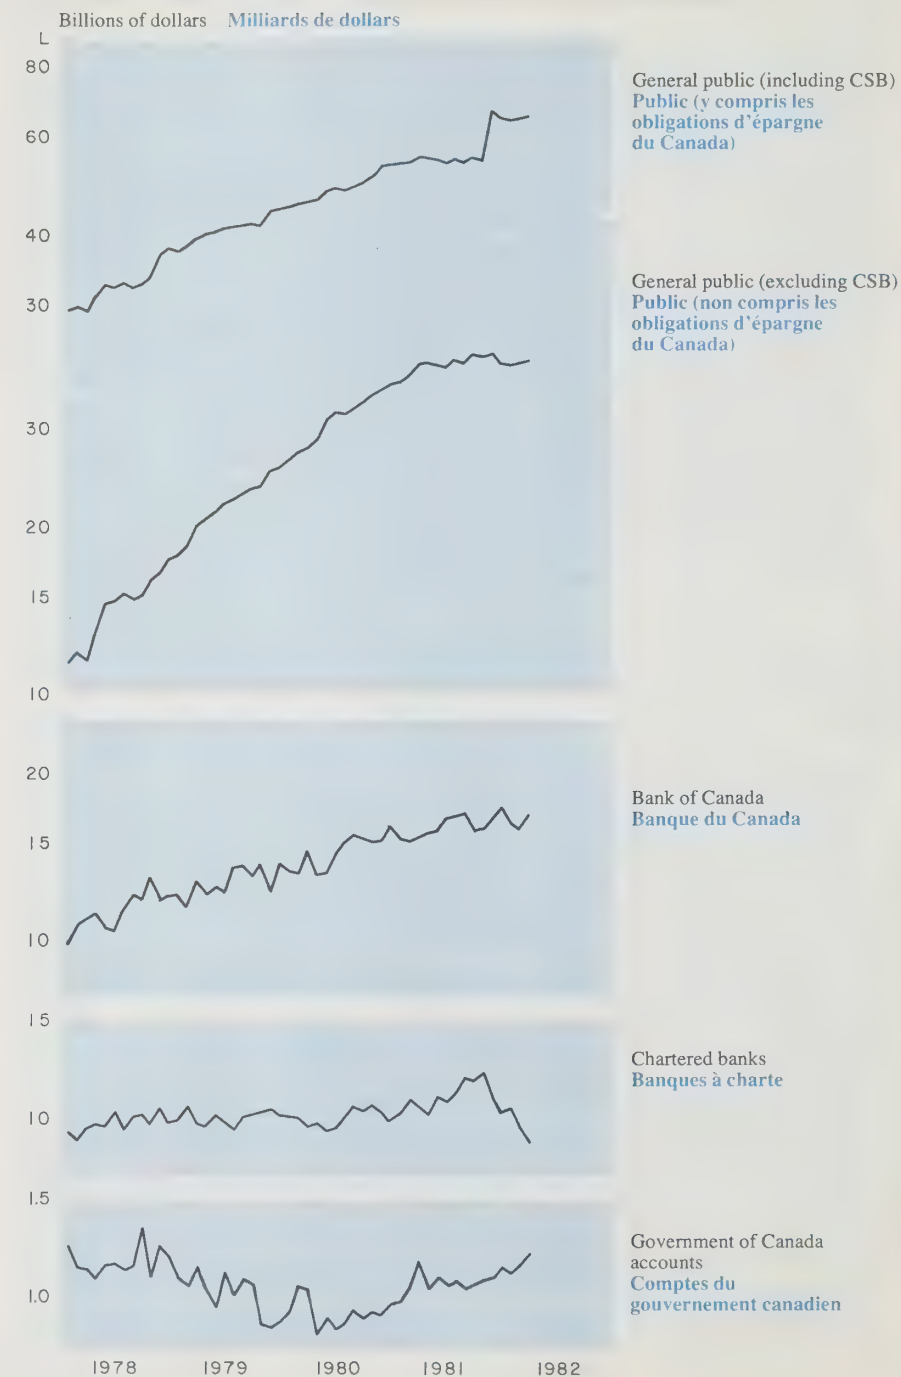 Billions of dollars Milliards de dollars
L
80
60
40
30
General public (including CSB)
Public (y compris les
obligations d'épargne
du Canada)
General public (excluding CSB)
Public (non compris les
obligations d'épargne
du Canada)
30
20
15
10
20
15
10
Bank of Canada
Banque du Canada
15
10
Chartered banks
Banques à charte
1.5
1.0
Government of Canada
accounts
Comptes du
gouvernement canadien
1978 1979 1980 1981 1982